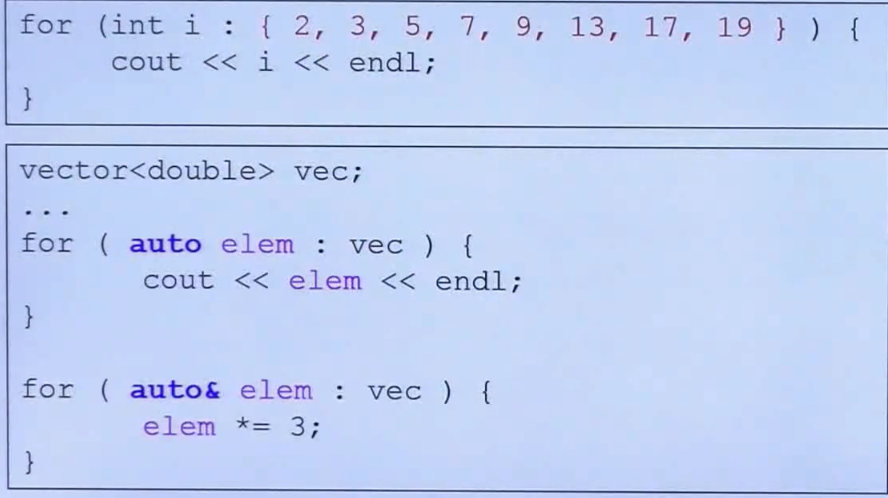 for (int i : { 2, 3, 5, 7, 9, 13, 17, 19 } ) {
cout << i << endl;
}
vector<double> vec;
...
for ( auto elem : vec ) {
cout << elem << endl;
}
for ( auto& elem : vec ) {
elem *= 3;
}